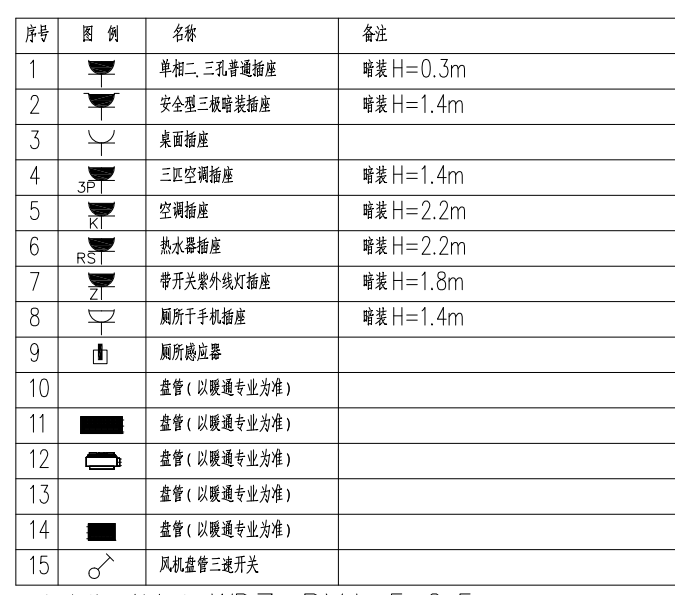 序号 图 例 名称 备注
1 单相二、三孔普通插座 暗装H=0.3m
2 安全型三极暗装插座 暗装H=1.4m
3 桌面插座
4 3P 三匹空调插座 暗装H=1.4m
5 K 空调插座 暗装H=2.2m
6 RS 热水器插座 暗装H=2.2m
7 Z 带开关紫外线灯插座 暗装H=1.8m
8 厕所干手机插座 暗装H=1.4m
9 厕所感应器
10 盘管(以暖通专业为准)
11 盘管(以暖通专业为准)
12 盘管(以暖通专业为准)
13 盘管(以暖通专业为准)
14 盘管(以暖通专业为准)
15 风机盘管三速开关